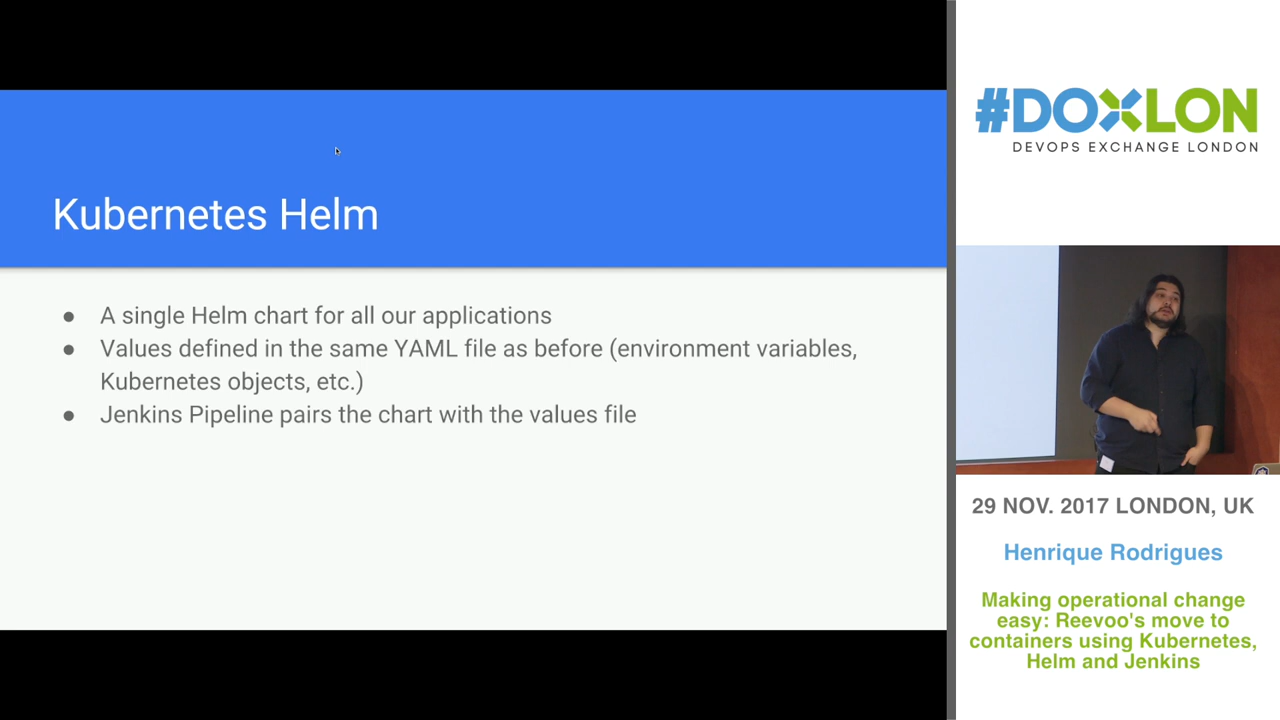 Kubernetes Helm
● A single Helm chart for all our applications
● Values defined in the same YAML file as before (environment variables,
Kubernetes objects, etc.)
● Jenkins Pipeline pairs the chart with the values file
#DOXLON
DEVOPS EXCHANGE LONDON
29 NOV. 2017 LONDON, UK
Henrique Rodrigues
Making operational change
easy: Reevoo's move to
containers using Kubernetes,
Helm and Jenkins